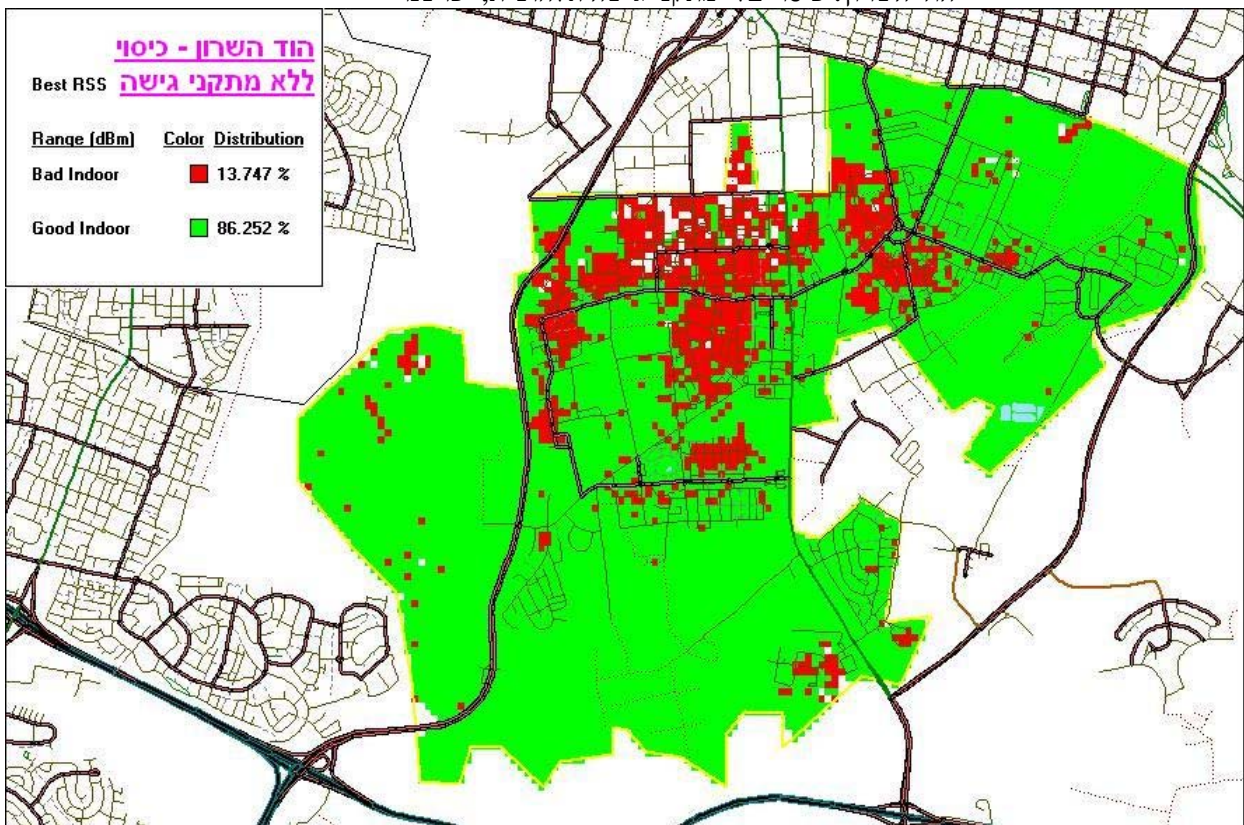 הוד השרון - כיסוי
Best RSS ללא מתקני גישה
Range (dBm) Color Distribution
Bad Indoor 13.747 %
Good Indoor 86.252 %